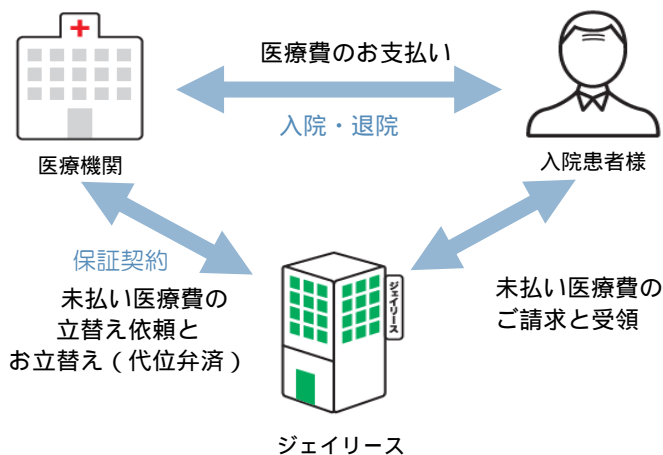 医療費のお支払い
入院・退院
医療機関
入院患者様
保証契約
未払い医療費の
立替え依頼と
お立替え（代位弁済）
ジェイリース
未払い医療費の
ご請求と受領
ジェイリース